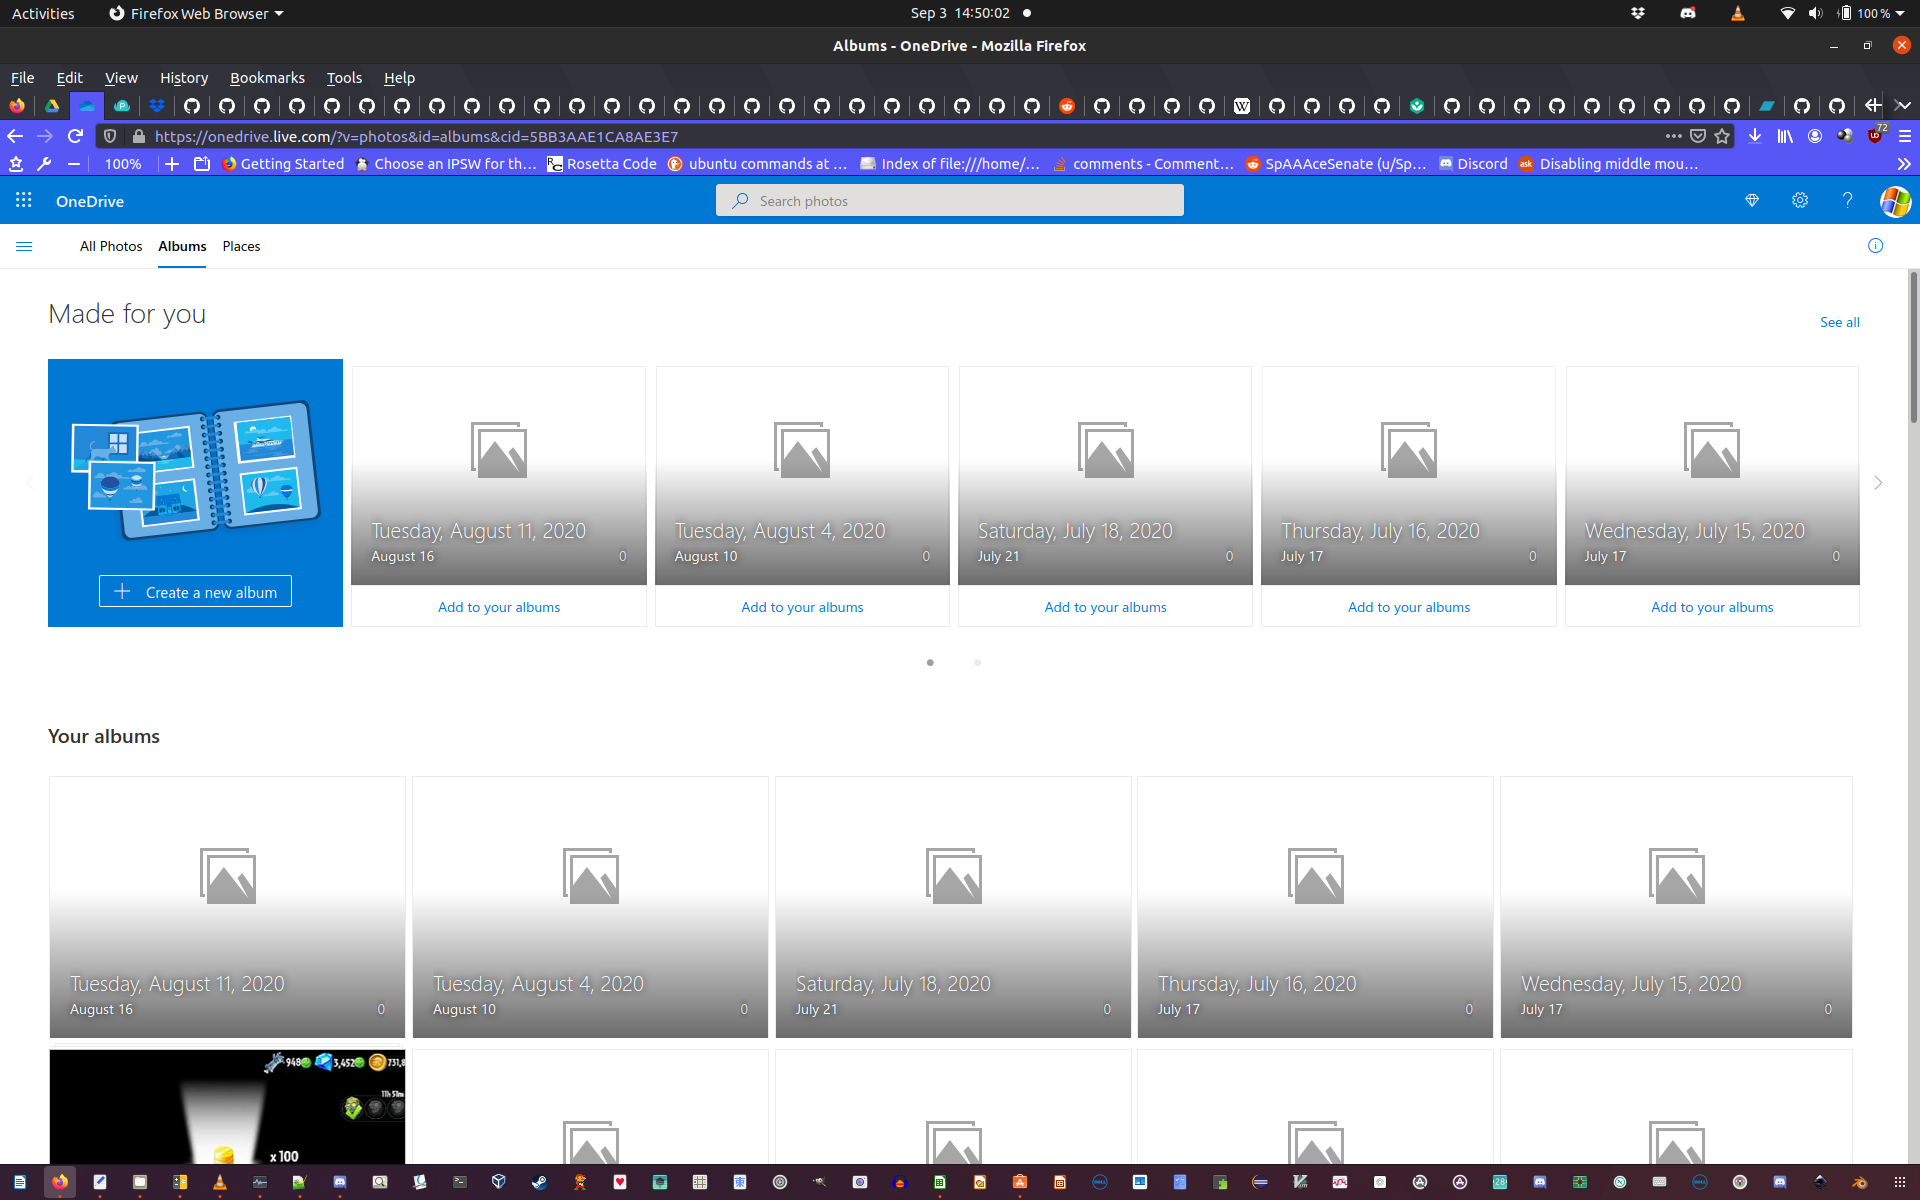 Activities
Firefox Web Browser
Sep 3 14:50:02
100 %
Albums - OneDrive - Mozilla Firefox
File Edit View History Bookmarks Tools Help
https://onedrive.live.com/?v=photos&id=albums&cid=5BB3AAE1CA8AE3E7
72
100%
Getting Started
Choose an IPSW for th…
Rosetta Code
ubuntu commands at …
Index of file:///home/…
comments - Comment…
SpAAAceSenate (u/Sp…
Discord
Disabling middle mou…
OneDrive
Search photos
All Photos Albums Places
Made for you
See all
Create a new album
Tuesday, August 11, 2020
August 16 0
Add to your albums
Tuesday, August 4, 2020
August 10 0
Add to your albums
Saturday, July 18, 2020
July 21 0
Add to your albums
Thursday, July 16, 2020
July 17 0
Add to your albums
Wednesday, July 15, 2020
July 17 0
Add to your albums
Your albums
Tuesday, August 11, 2020
August 16 0
Tuesday, August 4, 2020
August 10 0
Saturday, July 18, 2020
July 21 0
Thursday, July 16, 2020
July 17 0
Wednesday, July 15, 2020
July 17 0
948 3,452 731,8
11h 51m
x 100